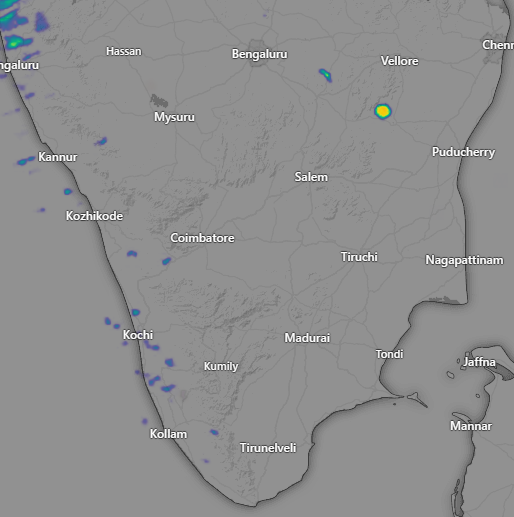 Chenn
Hassan
Bengaluru
Vellore
ngaluru
Mysuru
Puducherry
Kannur
Salem
Kozhikode
Coimbatore
Tiruchi
Nagapattinam
Kochi
Madurai
Tondi
Jaffna
Kumily
Mannar
Kollam
Tirunelveli